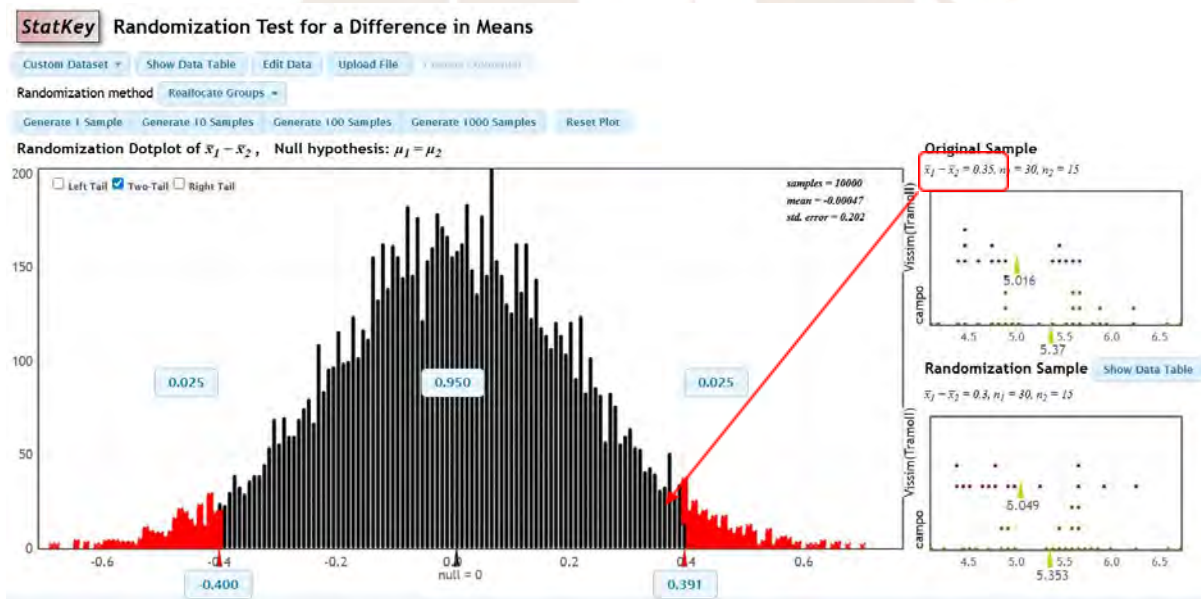 StatKey Randomization Test for a Difference in Means
Custom Dataset Show Data Table Edit Data Upload File
Randomization method Reallocate Groups
Generate 1 Sample Generate 10 Samples Generate 100 Samples Generate 1000 Samples Reset Plot
Randomization Dotplot of x̄₁ − x̄₂ , Null hypothesis: μ₁ = μ₂
Left Tail Two-Tail Right Tail
samples = 10000
mean = -0.00047
std. error = 0.202
200
150
100
50
0
0.025 0.950 0.025
-0.6 -0.4 -0.2 0.0 0.2 0.6
null = 0
-0.400 0.391
Original Sample
x̄₁ − x̄₂ = 0.35, n₁ = 30, n₂ = 15
Vissim(TramoII)
campo
5.016
4.5 5.0 5.5 6.0 6.5
5.37
Randomization Sample Show Data Table
x̄₁ − x̄₂ = 0.3, n₁ = 30, n₂ = 15
Vissim(TramoII)
campo
5.049
4.5 5.0 5.5 6.0 6.5
5.353